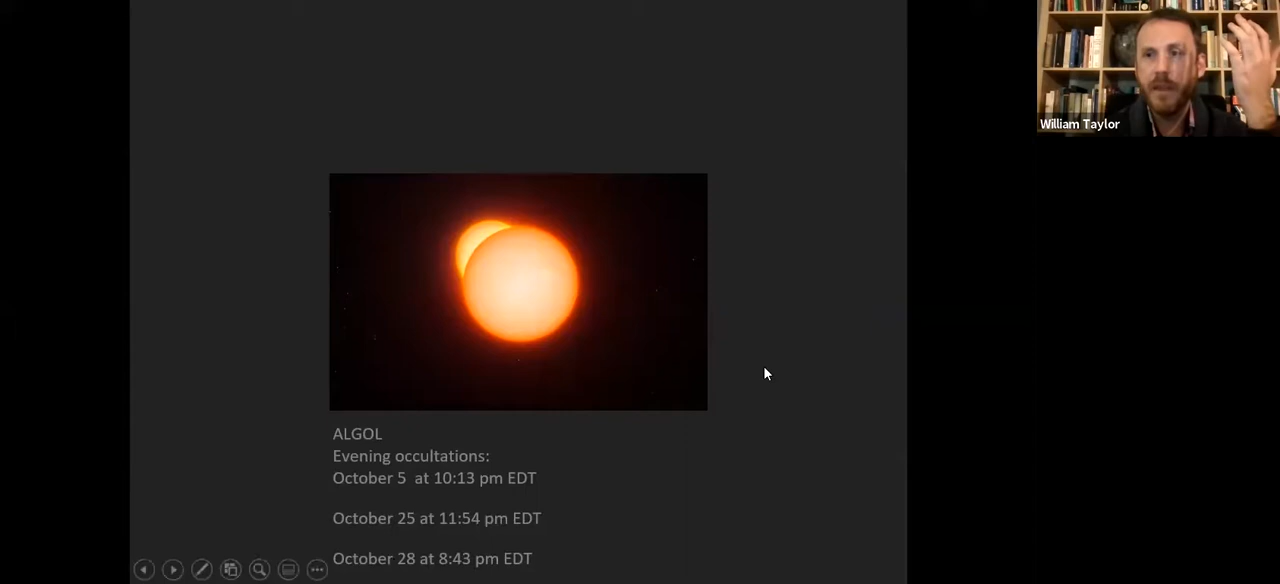 William Taylor
ALGOL
Evening occultations:
October 5  at 10:13 pm EDT
October 25 at 11:54 pm EDT
October 28 at 8:43 pm EDT